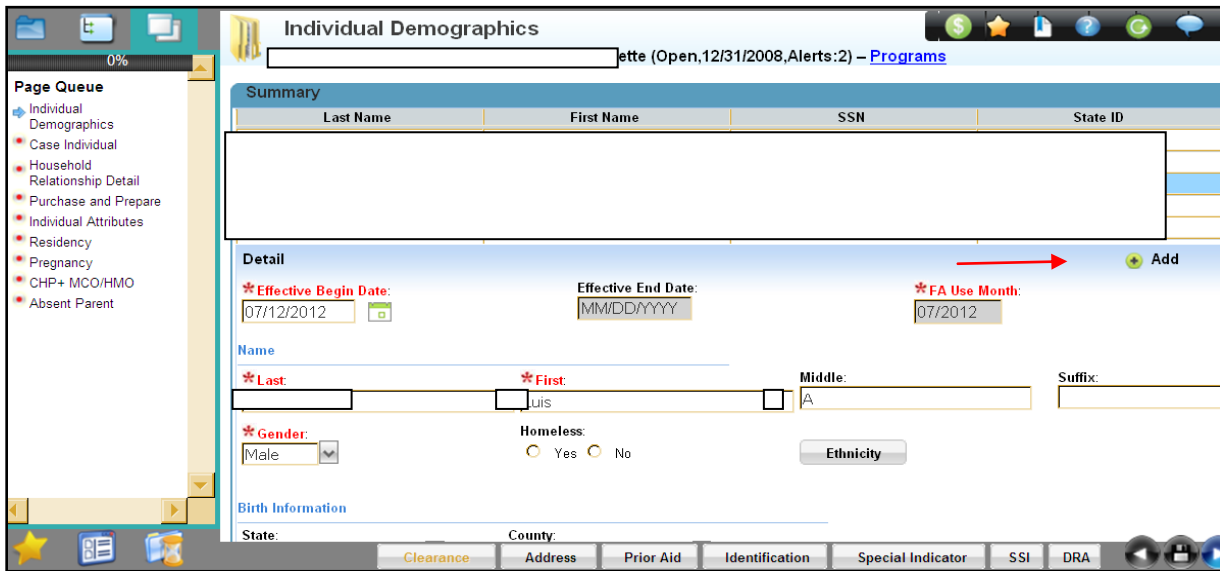 Individual Demographics
ette (Open,12/31/2008,Alerts:2) – Programs
0%
Page Queue
Individual
Demographics
Case Individual
Household
Relationship Detail
Purchase and Prepare
Individual Attributes
Residency
Pregnancy
CHP+ MCO/HMO
Absent Parent
Summary
Last Name First Name SSN State ID
Detail Add
*Effective Begin Date: Effective End Date: *FA Use Month:
07/12/2012 MM/DD/YYYY 07/2012
Name
*Last: *First: Middle: Suffix:
Luis A
*Gender: Homeless:
Male Yes No Ethnicity
Birth Information
State: County:
Clearance Address Prior Aid Identification Special Indicator SSI DRA